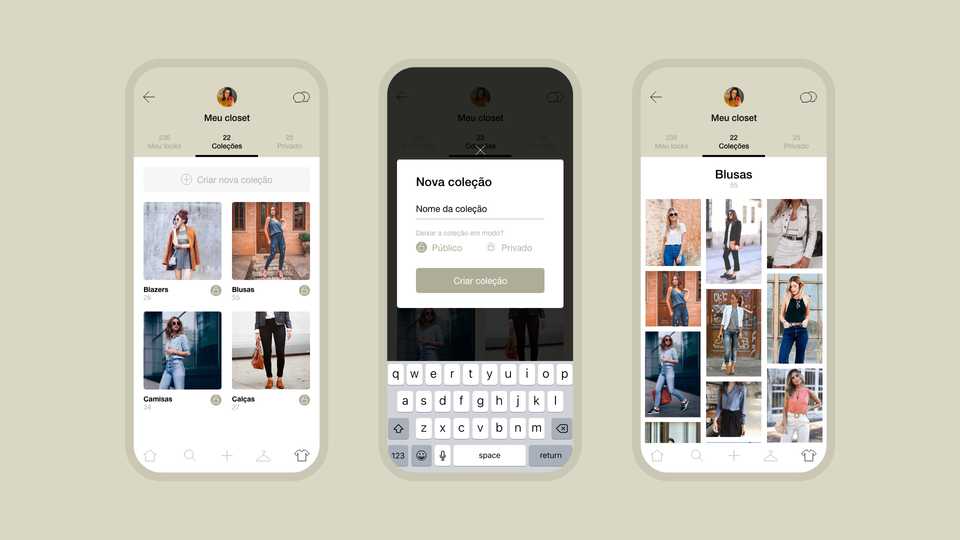 Meu closet
236 22 25
Meu looks Coleções Privado
Criar nova coleção
Blazers
26
Blusas
55
Camisas
34
Calças
27
Meu closet
22
Coleções
Nova coleção
Nome da coleção
Deixar a coleção em modo?
Público Privado
Criar coleção
q w e r t y u i o p
a s d f g h j k l
z x c v b n m
123 space return
Meu closet
236 22 25
Meu looks Coleções Privado
Blusas
55